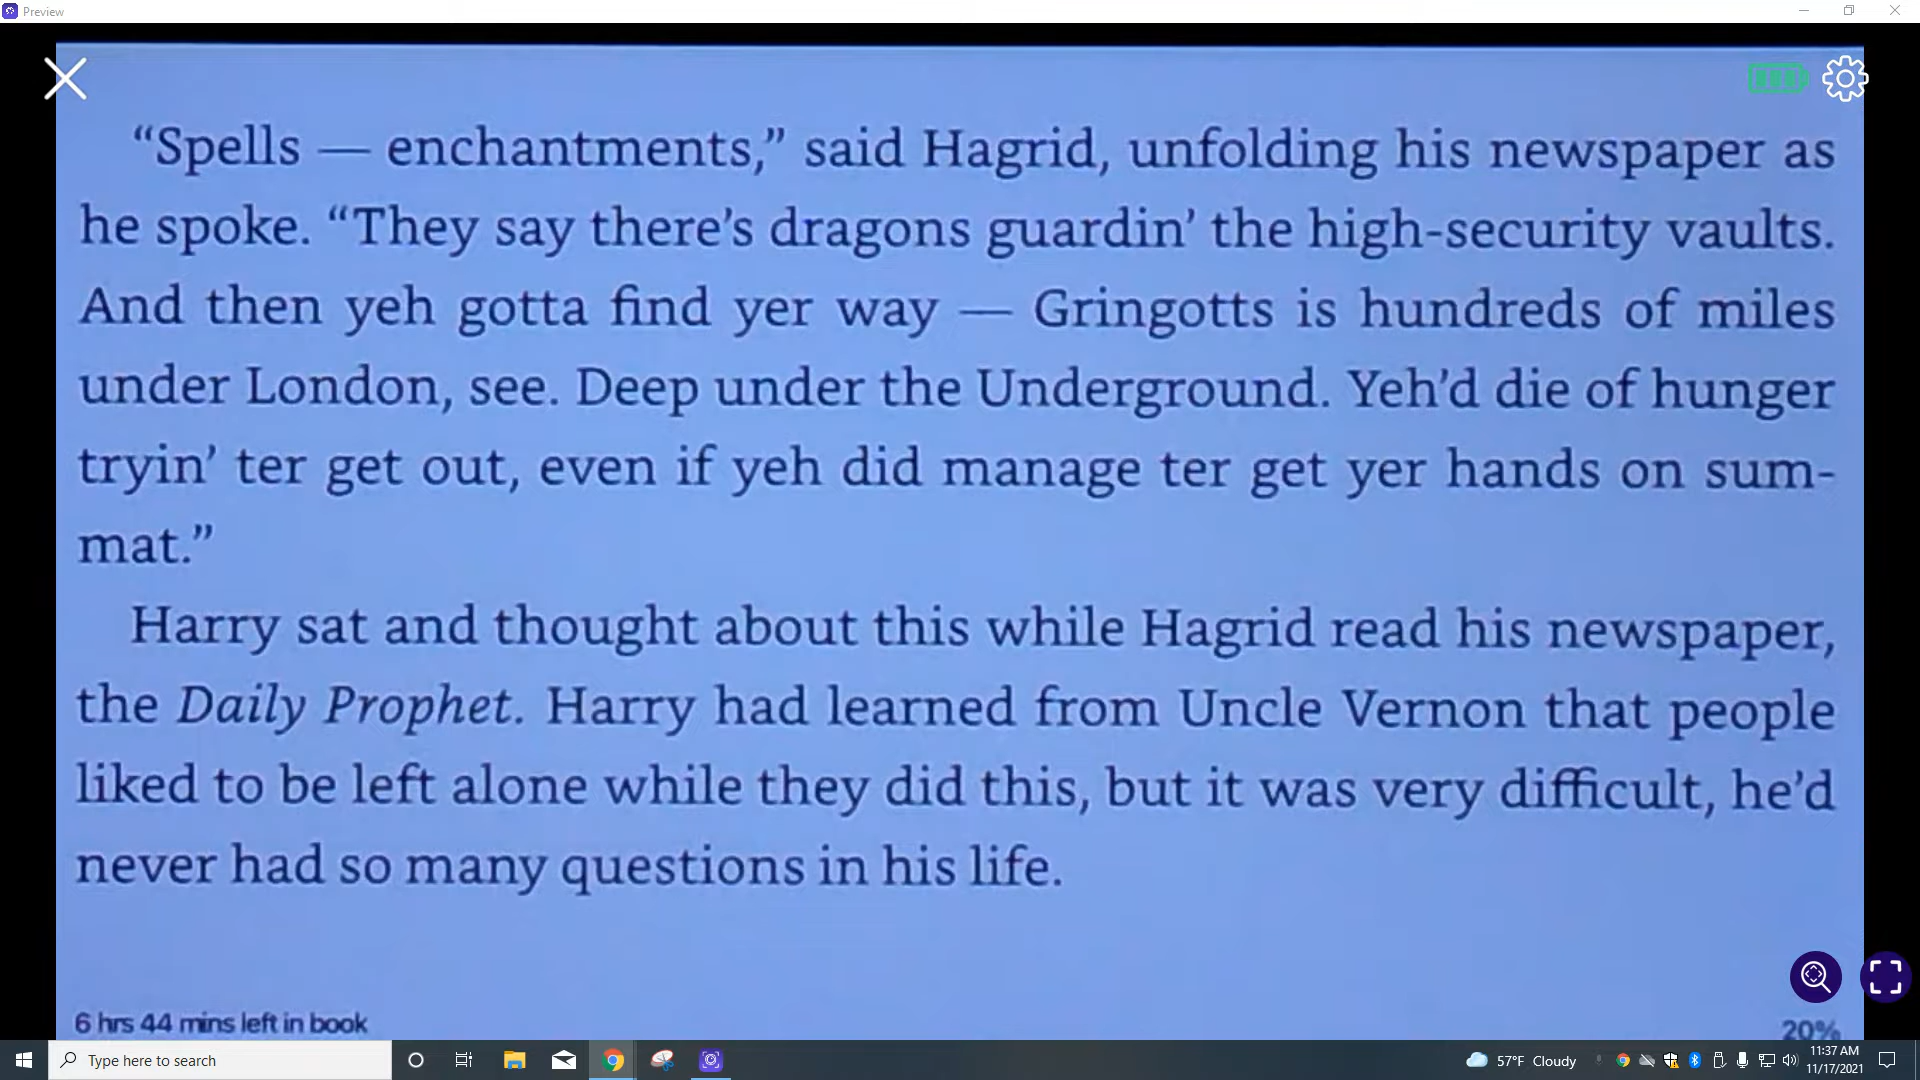 Preview
“Spells — enchantments,” said Hagrid, unfolding his newspaper as
he spoke. “They say there’s dragons guardin’ the high-security vaults.
And then yeh gotta find yer way — Gringotts is hundreds of miles
under London, see. Deep under the Underground. Yeh’d die of hunger
tryin’ ter get out, even if yeh did manage ter get yer hands on sum-
mat.”
Harry sat and thought about this while Hagrid read his newspaper,
the Daily Prophet. Harry had learned from Uncle Vernon that people
liked to be left alone while they did this, but it was very difficult, he’d
never had so many questions in his life.
6 hrs 44 mins left in book
20%
Type here to search
57°F Cloudy
11:37 AM
11/17/2021